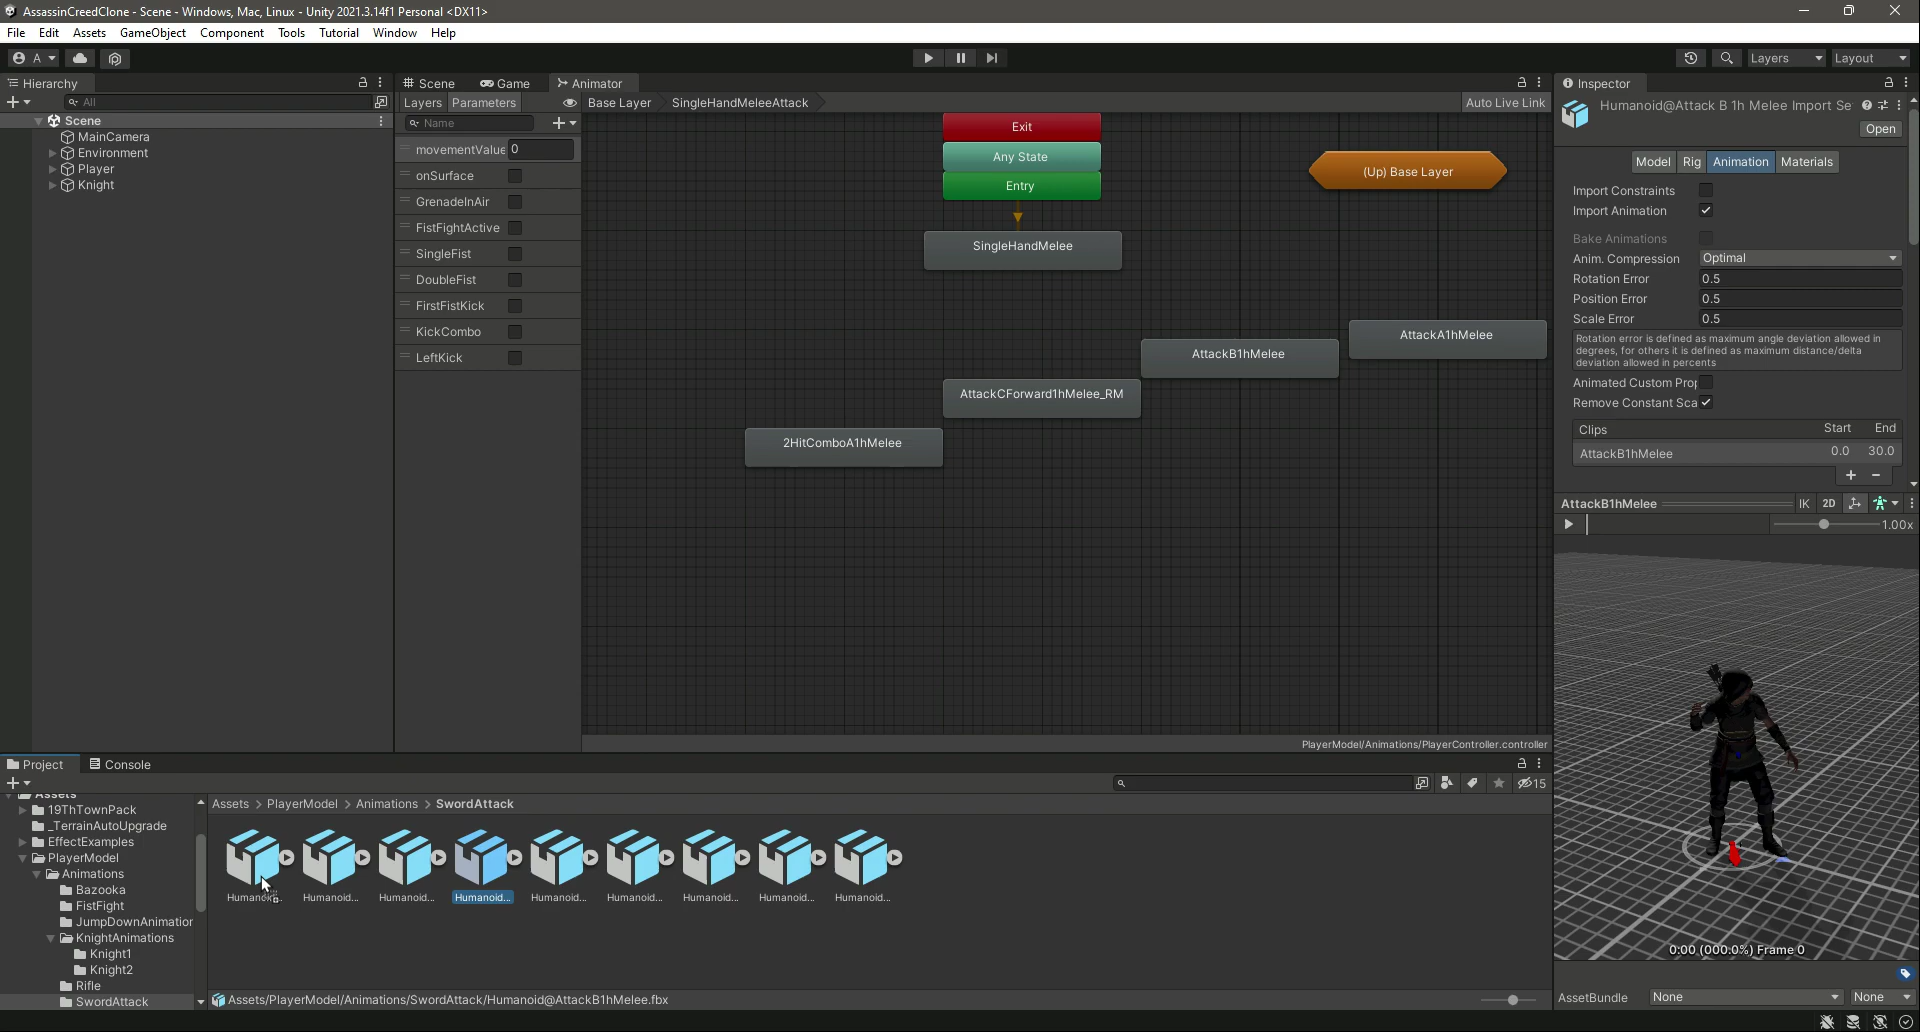 AssassinCreedClone - Scene - Windows, Mac, Linux - Unity 2021.3.14f1 Personal <DX11>
File Edit Assets GameObject Component Tools Tutorial Window Help
A
Layers Layout
Hierarchy
All
Scene
MainCamera
Environment
Player
Knight
Scene Game Animator
Layers Parameters
Base Layer SingleHandMeleeAttack Auto Live Link
Name
movementValue 0
onSurface
GrenadeInAir
FistFightActive
SingleFist
DoubleFist
FirstFistKick
KickCombo
LeftKick
Exit
Any State
Entry
(Up) Base Layer
SingleHandMelee
AttackA1hMelee
AttackB1hMelee
AttackCForward1hMelee_RM
2HitComboA1hMelee
PlayerModel/Animations/PlayerController.controller
Inspector
Humanoid@Attack B 1h Melee Import Se
Open
Model Rig Animation Materials
Import Constraints
Import Animation
Bake Animations
Anim. Compression Optimal
Rotation Error 0.5
Position Error 0.5
Scale Error 0.5
Rotation error is defined as maximum angle deviation allowed in
degrees, for others it is defined as maximum distance/delta
deviation allowed in percents
Animated Custom Prop
Remove Constant Sca
Clips Start End
AttackB1hMelee 0.0 30.0
+ -
AttackB1hMelee IK 2D
1.00x
0:00 (000.0%) Frame 0
AssetBundle None None
Project Console
15
Assets
19ThTownPack
_TerrainAutoUpgrade
EffectExamples
PlayerModel
Animations
Bazooka
FistFight
JumpDownAnimation
KnightAnimations
Knight1
Knight2
Rifle
SwordAttack
Assets > PlayerModel > Animations > SwordAttack
Humanoid... Humanoid... Humanoid... Humanoid... Humanoid... Humanoid... Humanoid... Humanoid... Humanoid...
Assets/PlayerModel/Animations/SwordAttack/Humanoid@AttackB1hMelee.fbx